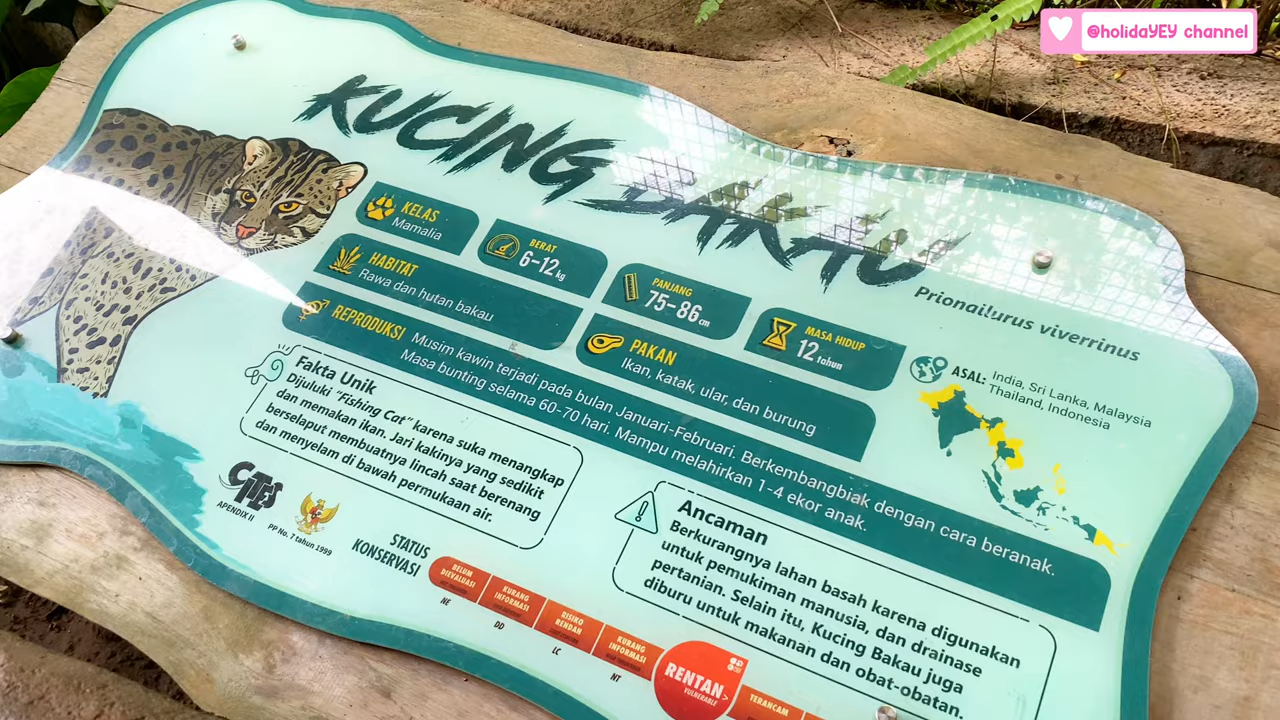 @holidaYEY channel
KUCING BAKAU
Prionailurus viverrinus
KELAS
Mamalia
BERAT
6-12 kg
PANJANG
75-86 cm
MASA HIDUP
12 tahun
HABITAT
Rawa dan hutan bakau
PAKAN
Ikan, katak, ular, dan burung
REPRODUKSI
Musim kawin terjadi pada bulan Januari-Februari. Berkembangbiak dengan cara beranak.
Masa bunting selama 60-70 hari. Mampu melahirkan 1-4 ekor anak.
ASAL: India, Sri Lanka, Malaysia
Thailand, Indonesia
Fakta Unik
Dijuluki "Fishing Cat" karena suka menangkap
dan memakan ikan. Jari kakinya yang sedikit
berselaput membuatnya lincah saat berenang
dan menyelam di bawah permukaan air.
CITES
APENDIX II
PP No. 7 tahun 1999
Ancaman
Berkurangnya lahan basah karena digunakan
untuk pemukiman manusia, dan drainase
pertanian. Selain itu, Kucing Bakau juga
diburu untuk makanan dan obat-obatan.
STATUS
KONSERVASI
BELUM
DIEVALUASI
NE
KURANG
INFORMASI
DD
RISIKO
RENDAH
LC
KURANG
INFORMASI
NT
RENTAN
VULNERABLE
TERANCAM